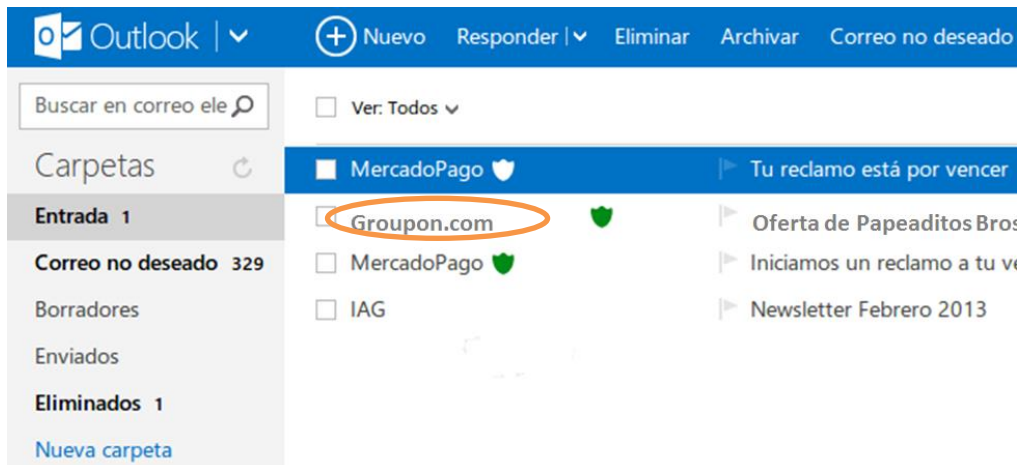 Outlook
Nuevo Responder Eliminar Archivar Correo no deseado
Buscar en correo ele
Ver: Todos
Carpetas
MercadoPago Tu reclamo está por vencer
Entrada 1
Groupon.com Oferta de Papeaditos Bros
Correo no deseado 329
MercadoPago Iniciamos un reclamo a tu ve
Borradores
IAG Newsletter Febrero 2013
Enviados
Eliminados 1
Nueva carpeta